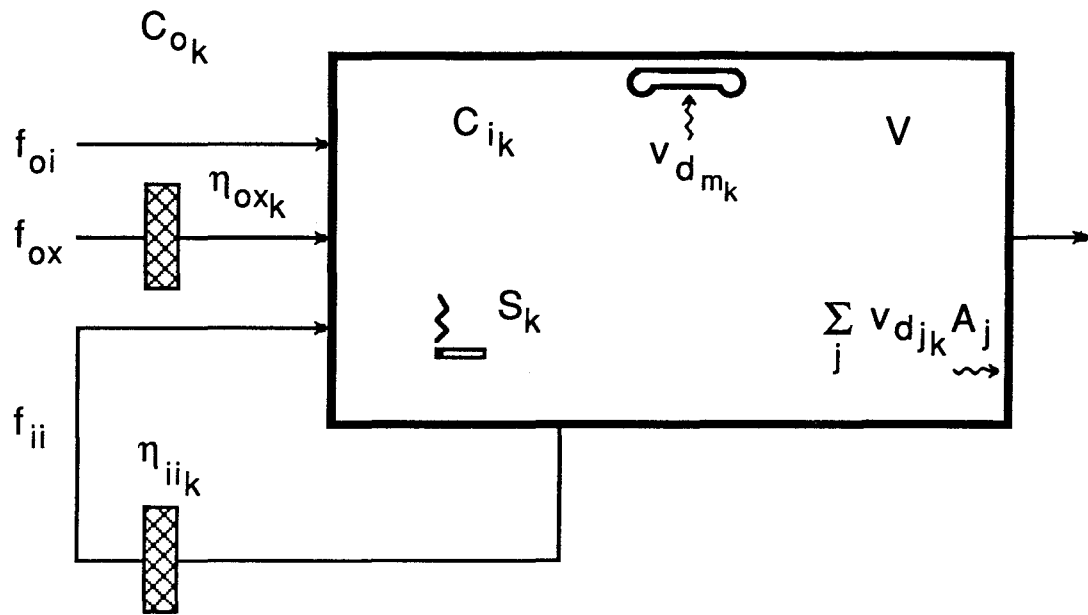 C_{o_k}
f_{oi}
C_{i_k}
v_{d_{m_k}}
V
η_{ox_k}
f_{ox}
S_k
∑_j v_{d_{j_k}} A_j
f_{ii}
η_{ii_k}